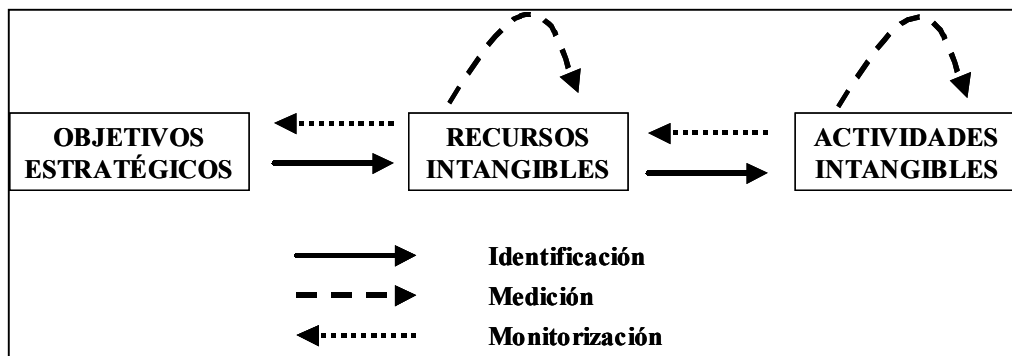 OBJETIVOS
ESTRATÉGICOS
RECURSOS
INTANGIBLES
ACTIVIDADES
INTANGIBLES
Identificación
Medición
Monitorización